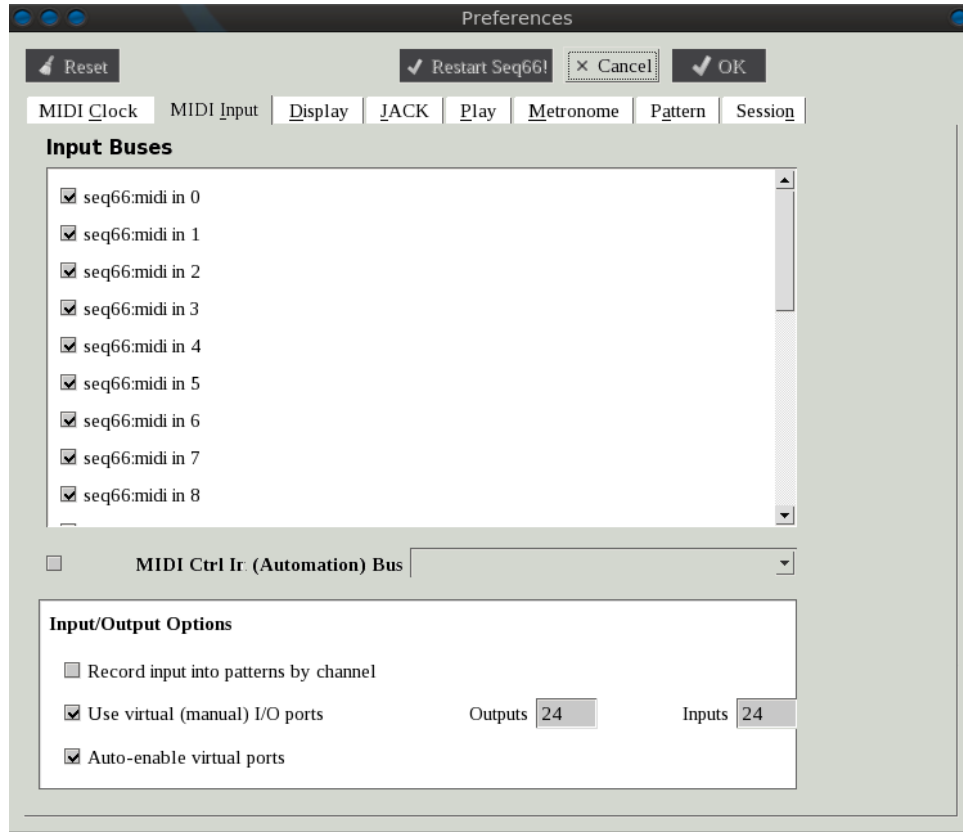 Preferences
Reset Restart Seq66! Cancel OK
MIDI Clock MIDI Input Display JACK Play Metronome Pattern Session
Input Buses
seq66:midi in 0
seq66:midi in 1
seq66:midi in 2
seq66:midi in 3
seq66:midi in 4
seq66:midi in 5
seq66:midi in 6
seq66:midi in 7
seq66:midi in 8
MIDI Ctrl In (Automation) Bus
Input/Output Options
Record input into patterns by channel
Use virtual (manual) I/O ports Outputs 24 Inputs 24
Auto-enable virtual ports